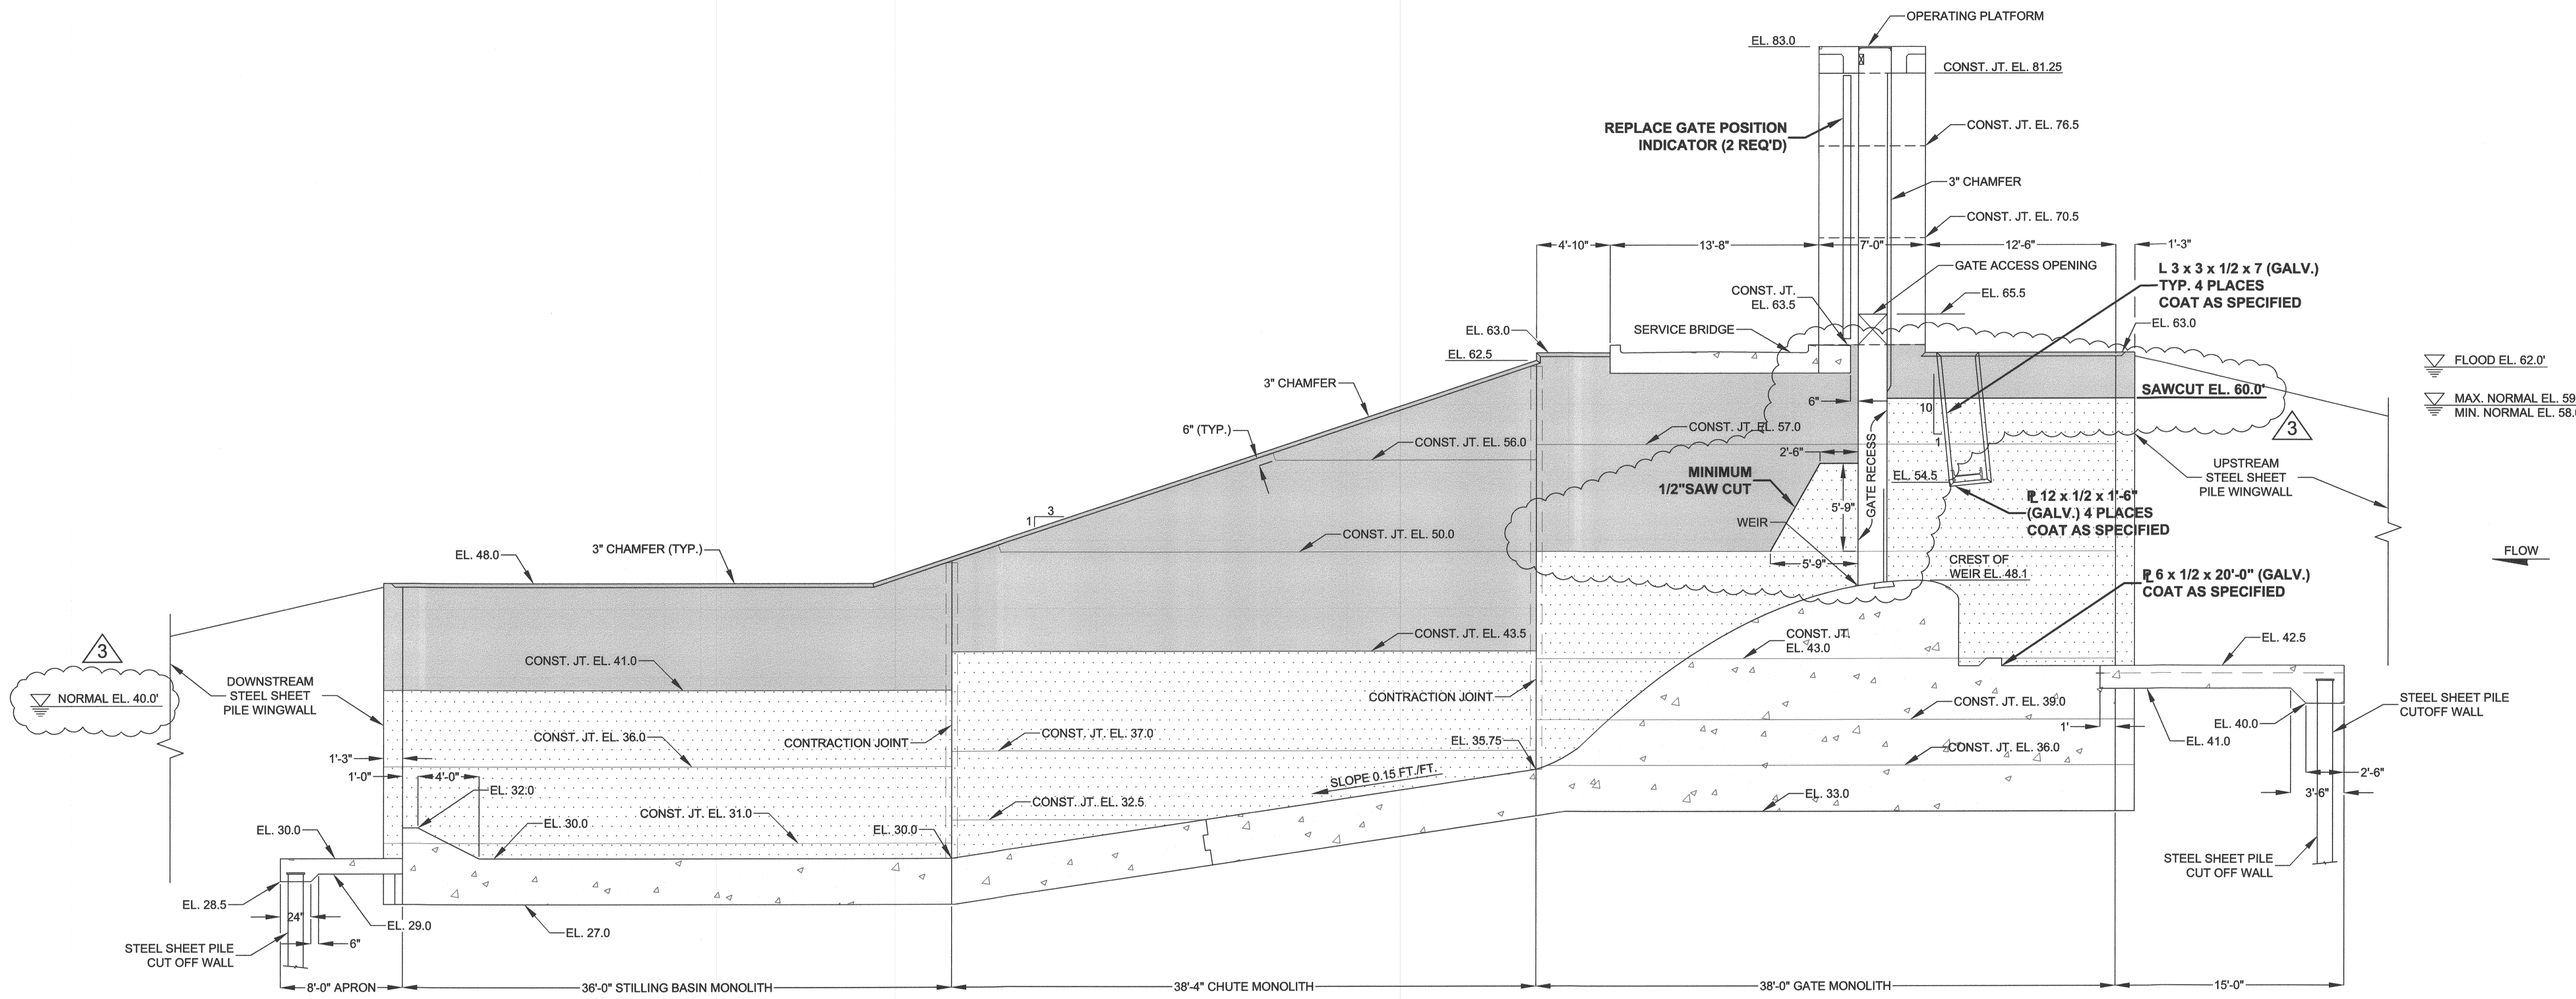 OPERATING PLATFORM
EL. 83.0
CONST. JT. EL. 81.25
REPLACE GATE POSITION
INDICATOR (2 REQ'D)
CONST. JT. EL. 76.5
3" CHAMFER
CONST. JT. EL. 70.5
4'-10"
13'-8"
7'-0"
12'-6"
1'-3"
GATE ACCESS OPENING
L 3 x 3 x 1/2 x 7 (GALV.)
TYP. 4 PLACES
COAT AS SPECIFIED
CONST. JT.
EL. 63.5
EL. 65.5
EL. 63.0
SERVICE BRIDGE
EL. 63.0
EL. 62.5
FLOOD EL. 62.0'
3" CHAMFER
SAWCUT EL. 60.0'
MAX. NORMAL EL. 59
MIN. NORMAL EL. 58.
6"
10
1
3
6" (TYP.)
CONST. JT. EL. 56.0
CONST. JT. EL. 57.0
2'-6"
MINIMUM
1/2"SAW CUT
GATE RECESS
EL. 54.5
UPSTREAM
STEEL SHEET
PILE WINGWALL
5'-9"
WEIR
PL 12 x 1/2 x 1'-6"
(GALV.) 4 PLACES
COAT AS SPECIFIED
1
3
CONST. JT. EL. 50.0
EL. 48.0
3" CHAMFER (TYP.)
5'-9"
CREST OF
WEIR EL. 48.1
FLOW
PL 6 x 1/2 x 20'-0" (GALV.)
COAT AS SPECIFIED
3
CONST. JT. EL. 43.5
CONST. JT.
EL. 43.0
EL. 42.5
CONST. JT. EL. 41.0
NORMAL EL. 40.0'
DOWNSTREAM
STEEL SHEET
PILE WINGWALL
CONTRACTION JOINT
CONST. JT. EL. 39.0
STEEL SHEET PILE
CUTOFF WALL
EL. 40.0
1'
EL. 41.0
CONST. JT. EL. 36.0
CONTRACTION JOINT
CONST. JT. EL. 37.0
EL. 35.75
CONST. JT. EL. 36.0
1'-3"
1'-0"
4'-0"
SLOPE 0.15 FT./FT.
2'-6"
3'-6"
EL. 32.0
EL. 33.0
CONST. JT. EL. 32.5
CONST. JT. EL. 31.0
EL. 30.0
EL. 30.0
EL. 30.0
STEEL SHEET PILE
CUT OFF WALL
EL. 28.5
24"
EL. 29.0
EL. 27.0
6"
STEEL SHEET PILE
CUT OFF WALL
8'-0" APRON
36'-0" STILLING BASIN MONOLITH
38'-4" CHUTE MONOLITH
38'-0" GATE MONOLITH
15'-0"